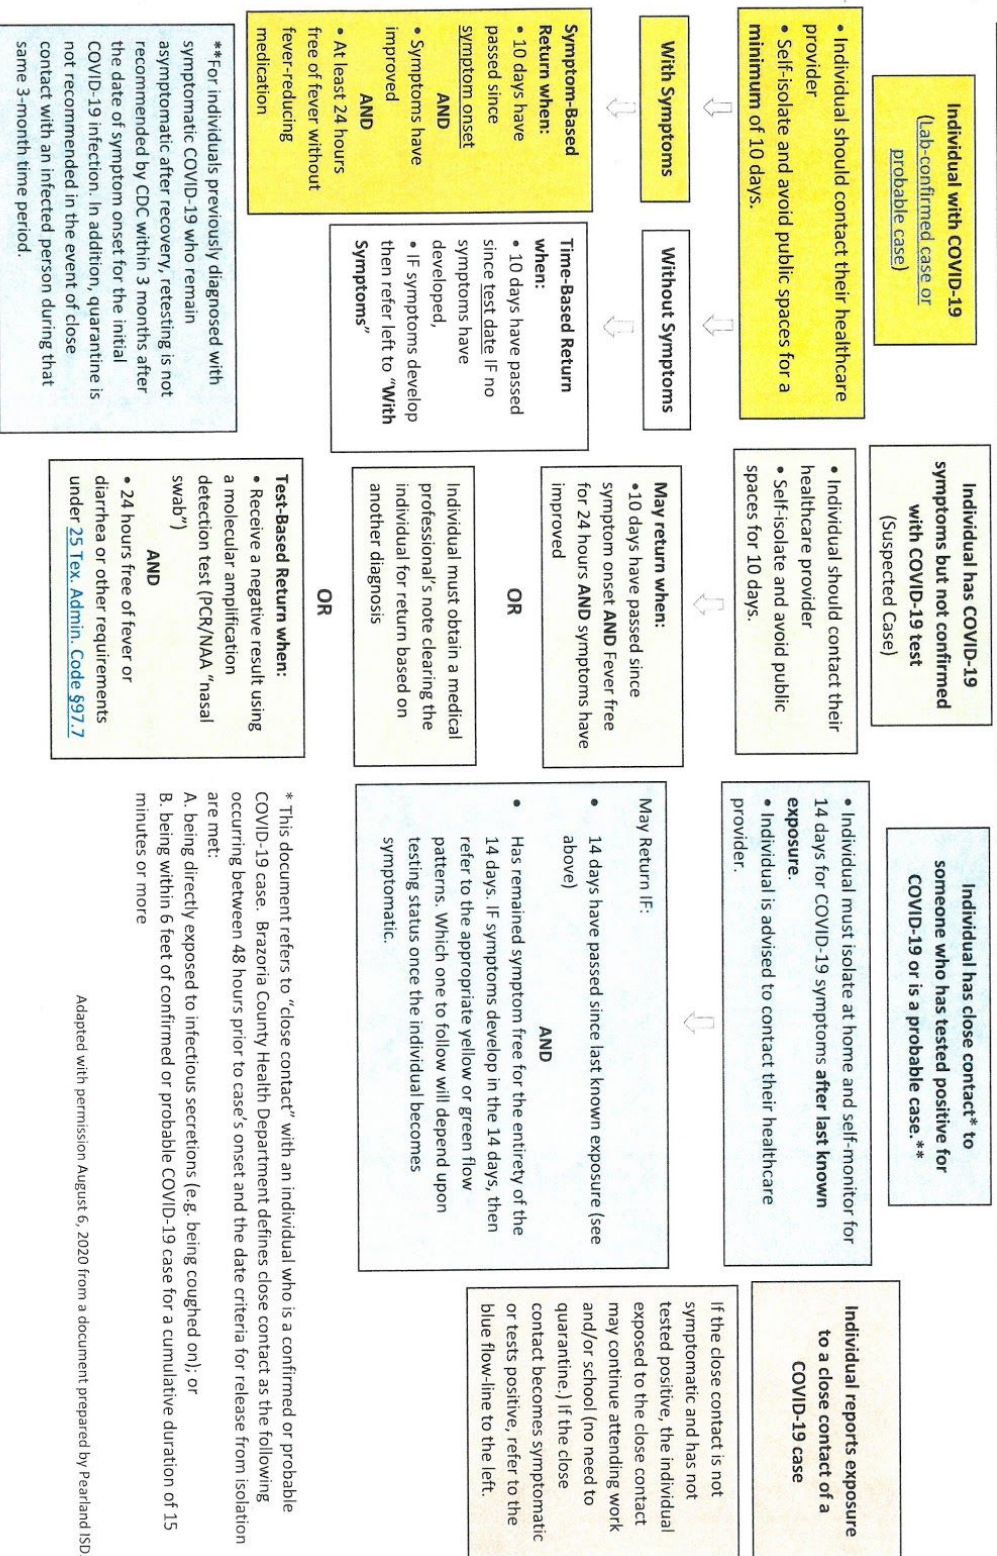 Individual with COVID-19
(Lab-confirmed case or
probable case)
• Individual should contact their healthcare
provider
• Self-isolate and avoid public spaces for a
minimum of 10 days.
With Symptoms
Symptom-Based
Return when:
• 10 days have
passed since
symptom onset
AND
• Symptoms have
improved
AND
• At least 24 hours
free of fever without
fever-reducing
medication
Without Symptoms
Time-Based Return
when:
• 10 days have passed
since test date IF no
symptoms have
developed,
• IF symptoms develop
then refer left to "With
Symptoms"
**For individuals previously diagnosed with
symptomatic COVID-19 who remain
asymptomatic after recovery, retesting is not
recommended by CDC within 3 months after
the date of symptom onset for the initial
COVID-19 infection. In addition, quarantine is
not recommended in the event of close
contact with an infected person during that
same 3-month time period.
Individual has COVID-19
symptoms but not confirmed
with COVID-19 test
(Suspected Case)
• Individual should contact their
healthcare provider
• Self-isolate and avoid public
spaces for 10 days.
May return when:
•10 days have passed since
symptom onset AND Fever free
for 24 hours AND symptoms have
improved
OR
Individual must obtain a medical
professional's note clearing the
individual for return based on
another diagnosis
OR
Test-Based Return when:
• Receive a negative result using
a molecular amplification
detection test (PCR/NAA "nasal
swab")
AND
• 24 hours free of fever or
diarrhea or other requirements
under 25 Tex. Admin. Code §97.7
Individual has close contact* to
someone who has tested positive for
COVID-19 or is a probable case.**
• Individual must isolate at home and self-monitor for
14 days for COVID-19 symptoms after last known
exposure.
• Individual is advised to contact their healthcare
provider.
May Return IF:
• 14 days have passed since last known exposure (see
above)
AND
• Has remained symptom free for the entirety of the
14 days. IF symptoms develop in the 14 days, then
refer to the appropriate yellow or green flow
patterns. Which one to follow will depend upon
testing status once the individual becomes
symptomatic.
Individual reports exposure
to a close contact of a
COVID-19 case
If the close contact is not
symptomatic and has not
tested positive, the individual
exposed to the close contact
may continue attending work
and/or school (no need to
quarantine.) If the close
contact becomes symptomatic
or tests positive, refer to the
blue flow-line to the left.
* This document refers to "close contact" with an individual who is a confirmed or probable
COVID-19 case. Brazoria County Health Department defines close contact as the following
occurring between 48 hours prior to case's onset and the date criteria for release from isolation
are met:
A. being directly exposed to infectious secretions (e.g. being coughed on); or
B. being within 6 feet of confirmed or probable COVID-19 case for a cumulative duration of 15
minutes or more
Adapted with permission August 6, 2020 from a document prepared by Pearland ISD.